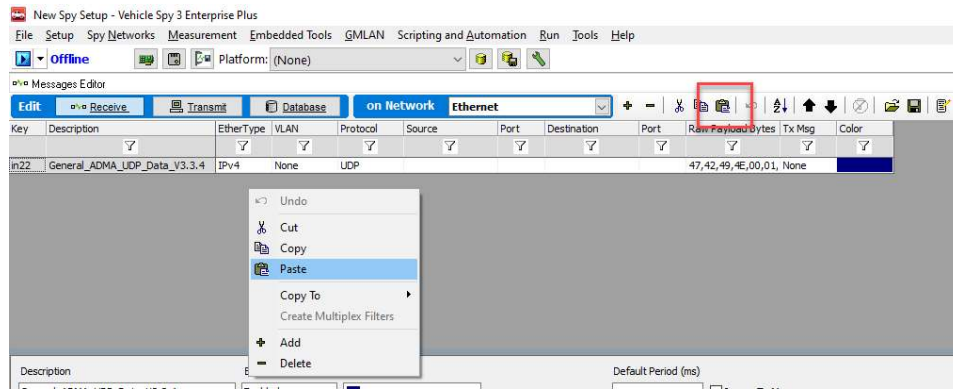 New Spy Setup - Vehicle Spy 3 Enterprise Plus
File Setup Spy Networks Measurement Embedded Tools GMLAN Scripting and Automation Run Tools Help
Offline Platform: (None)
Messages Editor
Edit Receive Transmit Database on Network Ethernet
Key Description EtherType VLAN Protocol Source Port Destination Port Raw Payload Bytes Tx Msg Color
in22 General_ADMA_UDP_Data_V3.3.4 IPv4 None UDP 47,42,49,4E,00,01, None
Undo
Cut
Copy
Paste
Copy To
Create Multiplex Filters
Add
Delete
Description Default Period (ms)